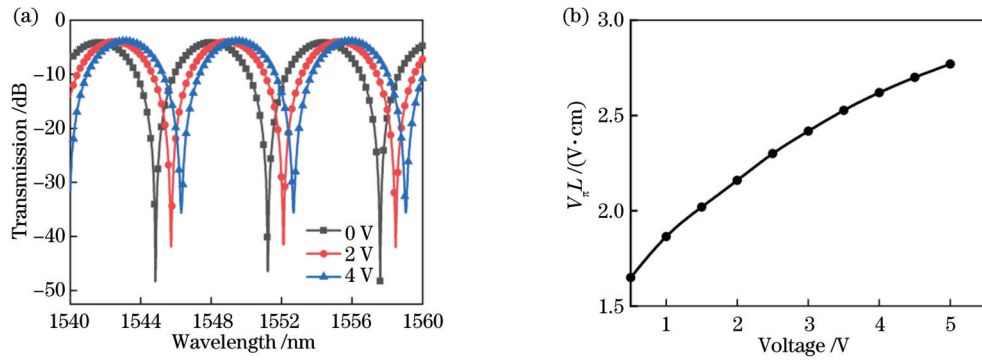 (a)
Transmission /dB
0
−10
−20
−30
−40
−50
0 V
2 V
4 V
1540 1544 1548 1552 1556 1560
Wavelength /nm
(b)
VπL /(V·cm)
3.0
2.5
2.0
1.5
1 2 3 4 5
Voltage /V